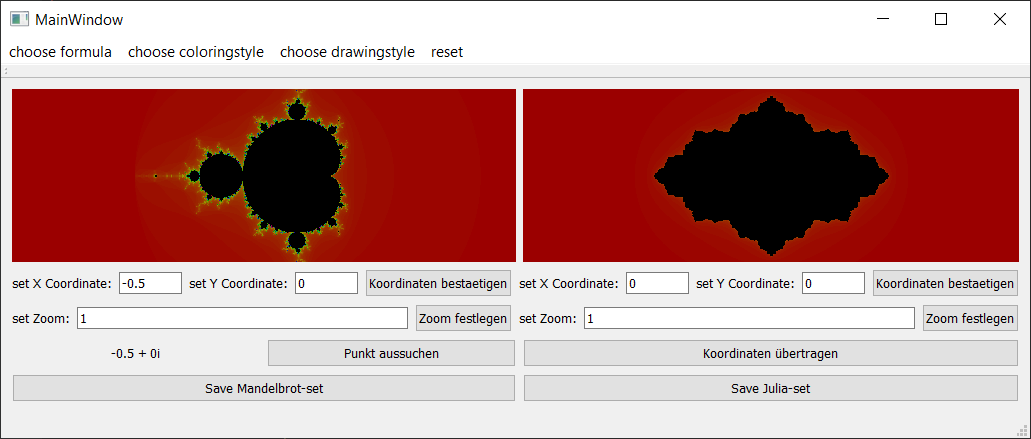 MainWindow
choose formula choose coloringstyle choose drawingstyle reset
set X Coordinate: -0.5 set Y Coordinate: 0 Koordinaten bestaetigen set X Coordinate: 0 set Y Coordinate: 0 Koordinaten bestaetigen
set Zoom: 1 Zoom festlegen set Zoom: 1 Zoom festlegen
-0.5 + 0i Punkt aussuchen Koordinaten übertragen
Save Mandelbrot-set Save Julia-set